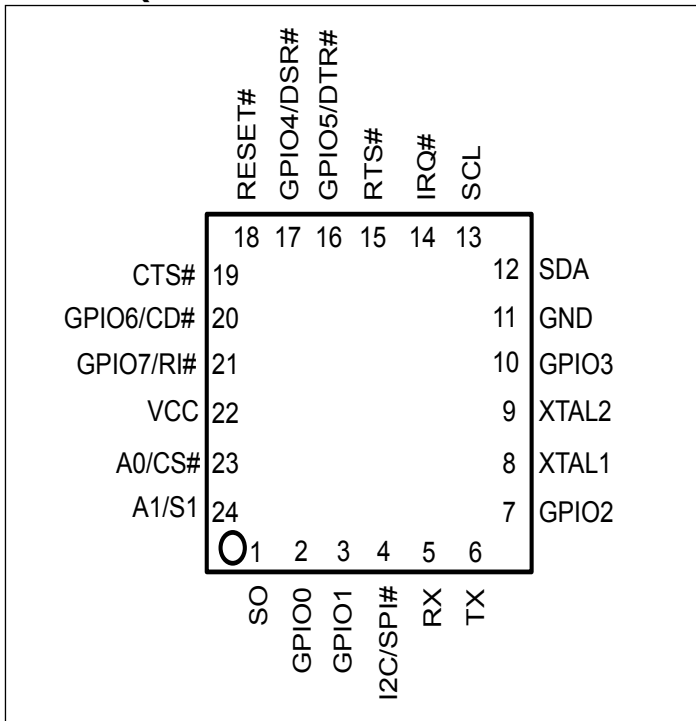 RESET#
GPIO4/DSR#
GPIO5/DTR#
RTS#
IRQ#
SCL
18 17 16 15 14 13
CTS# 19
12 SDA
GPIO6/CD# 20
11 GND
GPIO7/RI# 21
10 GPIO3
VCC 22
9 XTAL2
A0/CS# 23
8 XTAL1
A1/S1 24
7 GPIO2
1 2 3 4 5 6
SO
GPIO0
GPIO1
I2C/SPI#
RX
TX